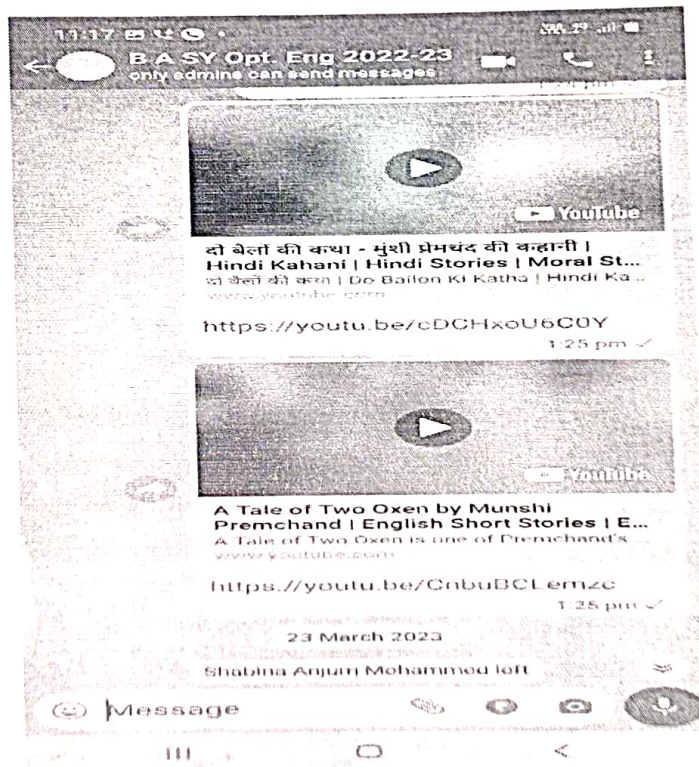 11:17
B A SY Opt. Eng 2022-23
only admins can send messages
YouTube
दो बैलों की कथा - मुंशी प्रेमचंद की कहानी |
Hindi Kahani | Hindi Stories | Moral St...
दो बैलों की कथा | Do Bailon Ki Katha | Hindi Ka...
www.youtube.com
https://youtu.be/cDCHxoU6C0Y
1:25 pm
YouTube
A Tale of Two Oxen by Munshi
Premchand | English Short Stories | E...
A Tale of Two Oxen is one of Premchand's
www.youtube.com
https://youtu.be/CnbuBCLemzc
1:25 pm
23 March 2023
Shabina Anjum Mohammed left
Message